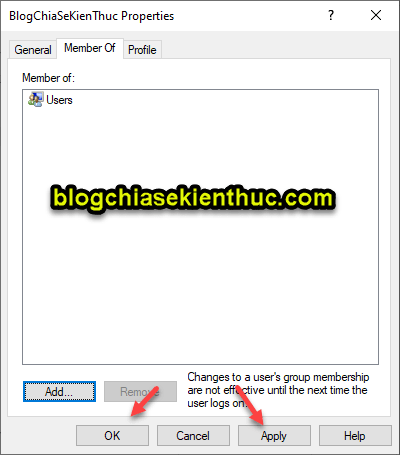 BlogChiaSeKienThuc Properties
General Member Of Profile
Member of:
Users
blogchiasekienthuc.com
Add... Remove
Changes to a user's group membership
are not effective until the next time the
user logs on.
OK Cancel Apply Help